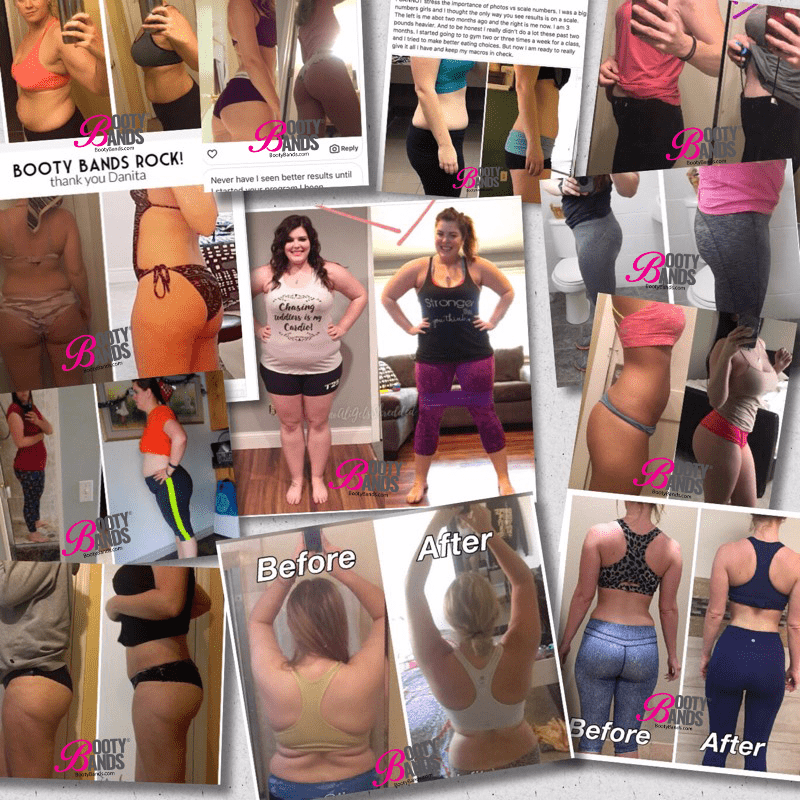 I stress the importance of photos vs scale numbers. I was a big
numbers girls and I thought the only way you see results is on a scale.
The left is me abot two months ago and the right is me now. I am 3
pounds heavier. And to be honest I really didn't do a lot these past two
months. I started going to gym two or three times a week for a class,
and I tried to make better eating choices. But now I am ready to really
give it all I have and keep my macros in check.
BOOTY BANDS
BootyBands.com
BOOTY BANDS
BootyBands.com
BOOTY BANDS
BootyBands.com
BOOTY BANDS
BootyBands.com
Reply
BOOTY BANDS ROCK!
thank you Danita
Never have I seen better results until
I started your program I been
BOOTY BANDS
BootyBands.com
Chasing
toddlers is my
Cardio!
Stronger
than
you think
T25
BOOTY BANDS
BootyBands.com
BOOTY BANDS
BootyBands.com
BOOTY BANDS
BootyBands.com
BOOTY BANDS
BootyBands.com
BOOTY BANDS
BootyBands.com
Before
After
BOOTY BANDS
BootyBands.com
BOOTY BANDS
BOOTY BANDS
BootyBands.com
Before
After